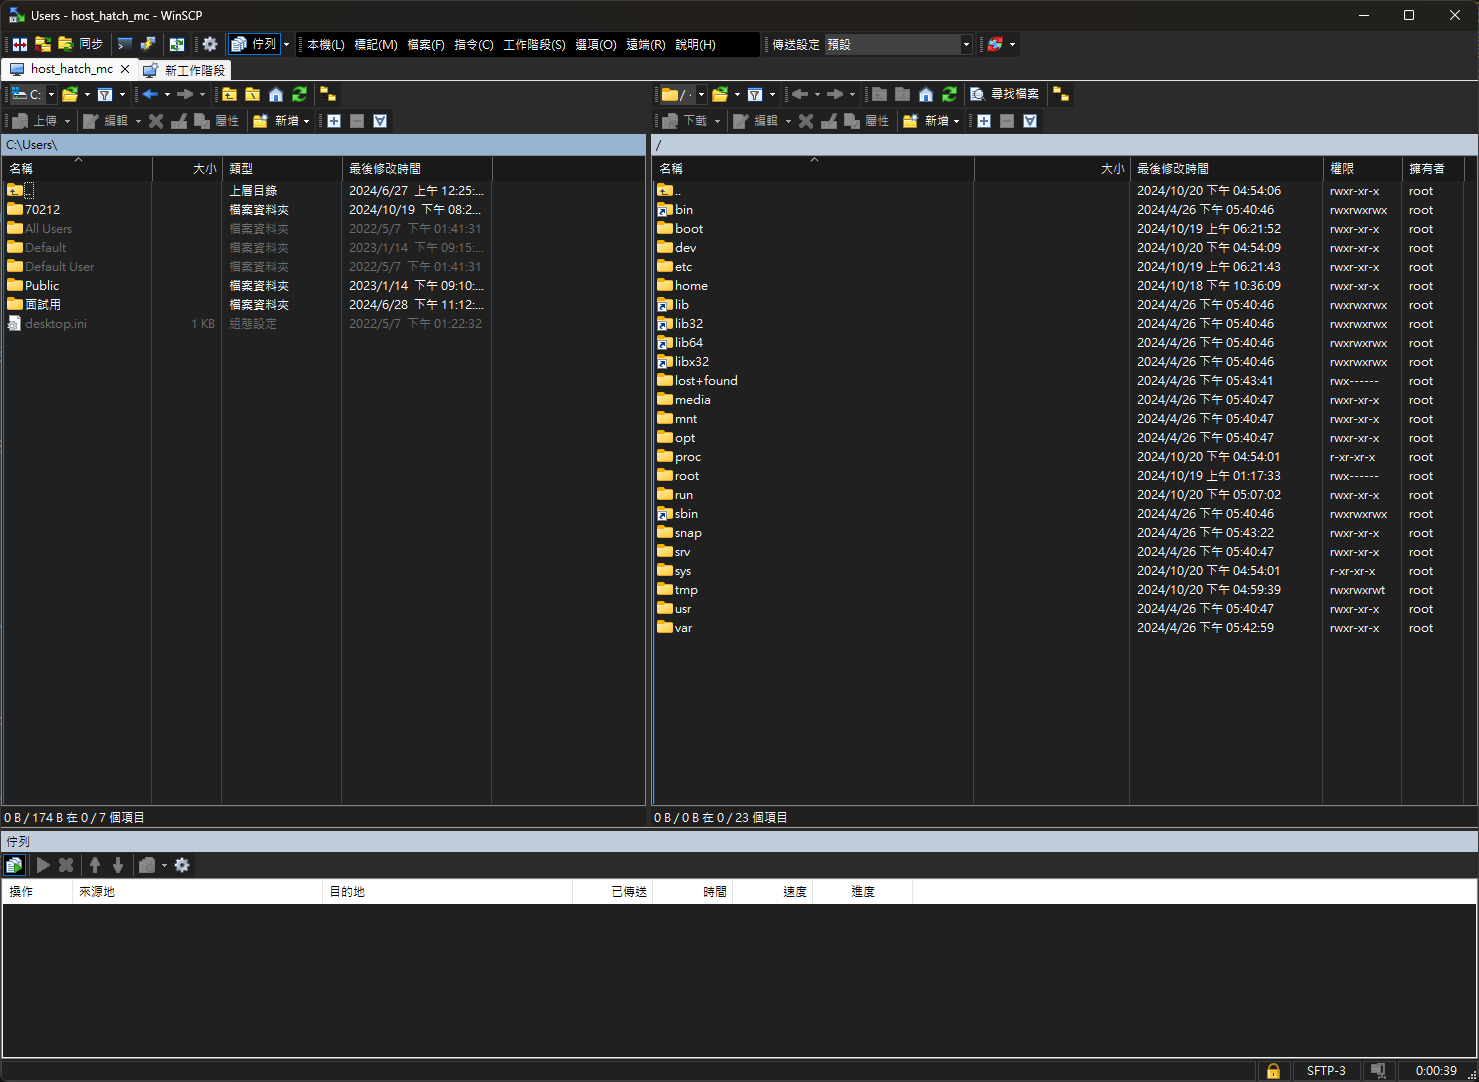 Users - host_hatch_mc - WinSCP
同步 佇列 本機(L) 標記(M) 檔案(F) 指令(C) 工作階段(S) 選項(O) 遠端(R) 說明(H) 傳送設定 預設
host_hatch_mc 新工作階段
C: / 尋找檔案
上傳 編輯 屬性 新增 下載 編輯 屬性 新增
C:\Users\
名稱 大小 類型 最後修改時間
.. 上層目錄 2024/6/27 上午 12:25:...
70212 檔案資料夾 2024/10/19 下午 08:2...
All Users 檔案資料夾 2022/5/7 下午 01:41:31
Default 檔案資料夾 2023/1/14 下午 09:15:...
Default User 檔案資料夾 2022/5/7 下午 01:41:31
Public 檔案資料夾 2023/1/14 下午 09:10:...
面試用 檔案資料夾 2024/6/28 下午 11:12:...
desktop.ini 1 KB 組態設定 2022/5/7 下午 01:22:32
0 B / 174 B 在 0 / 7 個項目
/
名稱 大小 最後修改時間 權限 擁有者
.. 2024/10/20 下午 04:54:06 rwxr-xr-x root
bin 2024/4/26 下午 05:40:46 rwxrwxrwx root
boot 2024/10/19 上午 06:21:52 rwxr-xr-x root
dev 2024/10/20 下午 04:54:09 rwxr-xr-x root
etc 2024/10/19 上午 06:21:43 rwxr-xr-x root
home 2024/10/18 下午 10:36:09 rwxr-xr-x root
lib 2024/4/26 下午 05:40:46 rwxrwxrwx root
lib32 2024/4/26 下午 05:40:46 rwxrwxrwx root
lib64 2024/4/26 下午 05:40:46 rwxrwxrwx root
libx32 2024/4/26 下午 05:40:46 rwxrwxrwx root
lost+found 2024/4/26 下午 05:43:41 rwx------ root
media 2024/4/26 下午 05:40:47 rwxr-xr-x root
mnt 2024/4/26 下午 05:40:47 rwxr-xr-x root
opt 2024/4/26 下午 05:40:47 rwxr-xr-x root
proc 2024/10/20 下午 04:54:01 r-xr-xr-x root
root 2024/10/19 上午 01:17:33 rwx------ root
run 2024/10/20 下午 05:07:02 rwxr-xr-x root
sbin 2024/4/26 下午 05:40:46 rwxrwxrwx root
snap 2024/4/26 下午 05:43:22 rwxr-xr-x root
srv 2024/4/26 下午 05:40:47 rwxr-xr-x root
sys 2024/10/20 下午 04:54:01 r-xr-xr-x root
tmp 2024/10/20 下午 04:59:39 rwxrwxrwt root
usr 2024/4/26 下午 05:40:47 rwxr-xr-x root
var 2024/4/26 下午 05:42:59 rwxr-xr-x root
0 B / 0 B 在 0 / 23 個項目
佇列
操作 來源地 目的地 已傳送 時間 速度 進度
SFTP-3 0:00:39